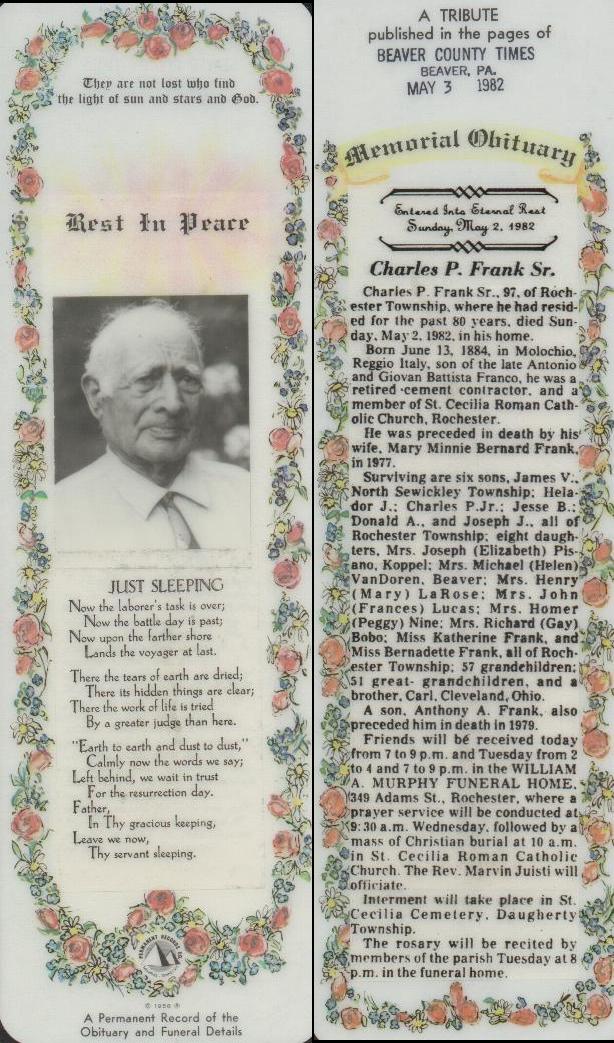 They are not lost who find
the light of sun and stars and God.
Rest In Peace
JUST SLEEPING
Now the laborer's task is over;
Now the battle day is past;
Now upon the farther shore
Lands the voyager at last.
There the tears of earth are dried;
There its hidden things are clear;
There the work of life is tried
By a greater judge than here.
"Earth to earth and dust to dust,"
Calmly now the words we say;
Left behind, we wait in trust
For the resurrection day.
Father,
In Thy gracious keeping,
Leave we now,
Thy servant sleeping.
PERMANENT RECORD CO.
© 1956 ®
A Permanent Record of the
Obituary and Funeral Details
A TRIBUTE
published in the pages of
BEAVER COUNTY TIMES
BEAVER, PA.
MAY 3 1982
Memorial Obituary
Entered Into Eternal Rest
Sunday, May 2, 1982
Charles P. Frank Sr.
Charles P. Frank Sr., 97, of Roch-
ester Township, where he had resid-
ed for the past 80 years, died Sun-
day, May 2, 1982, in his home.
Born June 13, 1884, in Molochio,
Reggio Italy, son of the late Antonio
and Giovan Battista Franco, he was a
retired cement contractor, and a
member of St. Cecilia Roman Cath-
olic Church, Rochester.
He was preceded in death by his
wife, Mary Minnie Bernard Frank,
in 1977.
Surviving are six sons, James V.,
North Sewickley Township; Hela-
dor J.; Charles P.Jr.; Jesse B.;
Donald A., and Joseph J., all of
Rochester Township; eight daugh-
ters, Mrs. Joseph (Elizabeth) Pis-
ano, Koppel; Mrs. Michael (Helen)
VanDoren, Beaver; Mrs. Henry
(Mary) LaRose; Mrs. John
(Frances) Lucas; Mrs. Homer
(Peggy) Nine; Mrs. Richard (Gay)
Bobo; Miss Katherine Frank, and
Miss Bernadette Frank, all of Roch-
ester Township; 57 grandchildren;
51 great- grandchildren, and a
brother, Carl, Cleveland, Ohio.
A son, Anthony A. Frank, also
preceded him in death in 1979.
Friends will be received today
from 7 to 9 p.m. and Tuesday from 2
to 4 and 7 to 9 p.m. in the WILLIAM
A. MURPHY FUNERAL HOME,
349 Adams St., Rochester, where a
prayer service will be conducted at
9:30 a.m. Wednesday, followed by a
mass of Christian burial at 10 a.m.
in St. Cecilia Roman Catholic
Church. The Rev. Marvin Juisti will
officiate.
Interment will take place in St.
Cecilia Cemetery, Daugherty
Township.
The rosary will be recited by
members of the parish Tuesday at 8
p.m. in the funeral home.